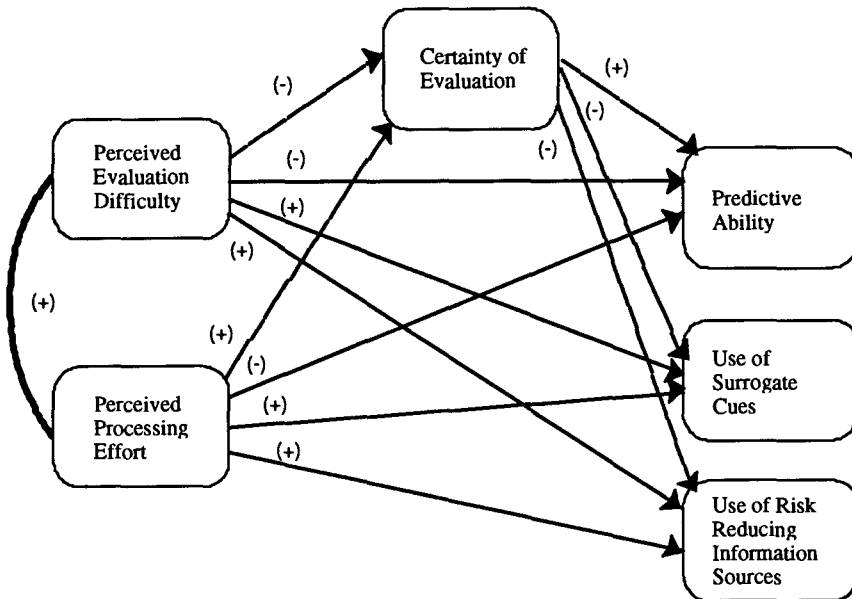 Certainty of
Evaluation
(+)
(-)
(-)
(-)
Perceived
Evaluation
Difficulty
(-)
(+)
(+)
Predictive
Ability
(+)
(+)
(-)
Use of
Surrogate
Cues
Perceived
Processing
Effort
(+)
(+)
Use of Risk
Reducing
Information
Sources